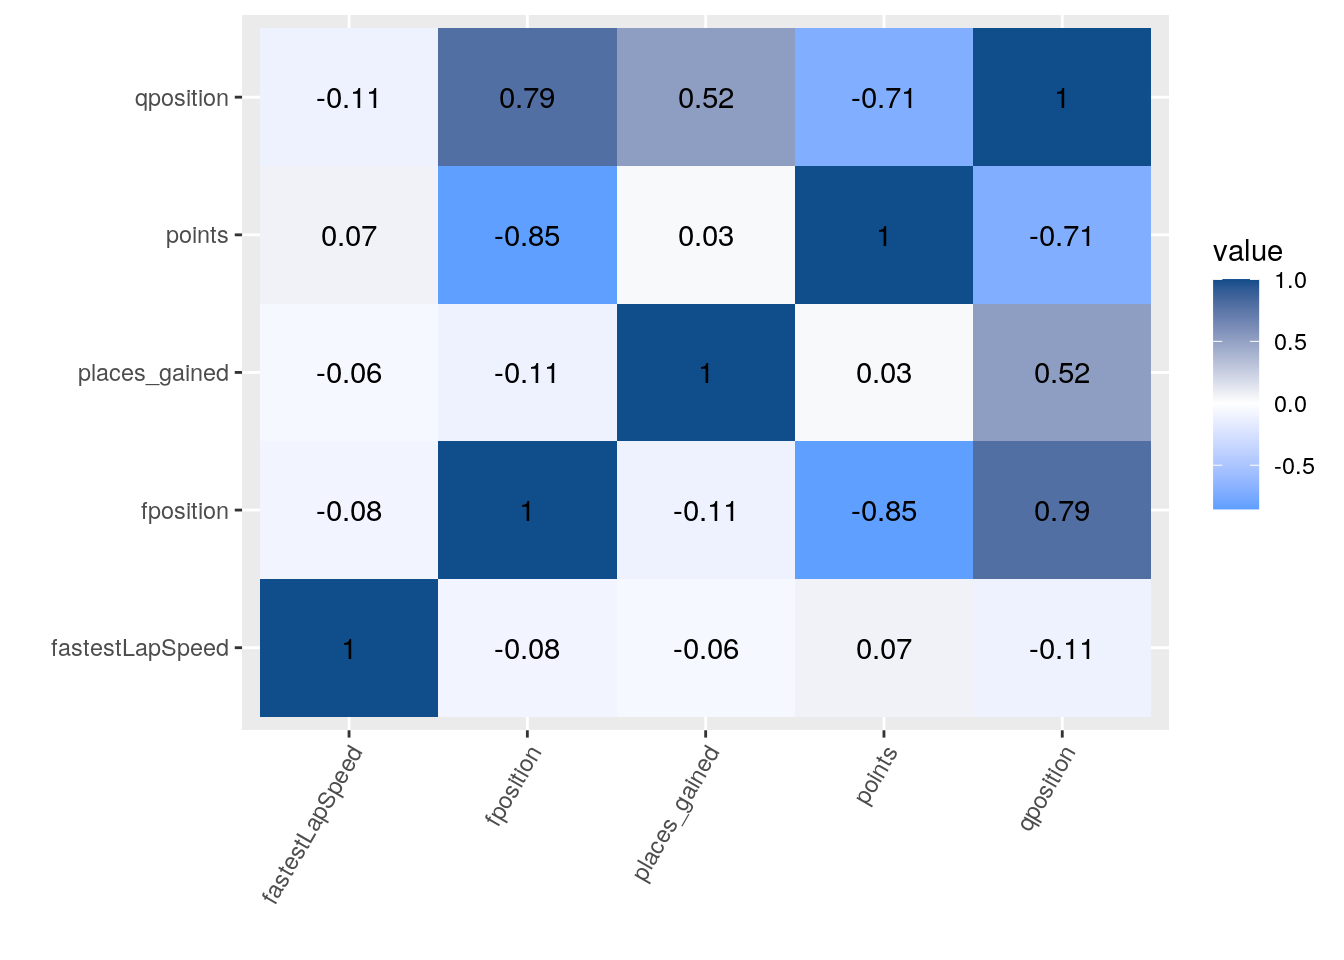 qposition -0.11 0.79 0.52 -0.71 1
points 0.07 -0.85 0.03 1 -0.71
places_gained -0.06 -0.11 1 0.03 0.52
fposition -0.08 1 -0.11 -0.85 0.79
fastestLapSpeed 1 -0.08 -0.06 0.07 -0.11
fastestLapSpeed fposition places_gained points qposition
value
1.0
0.5
0.0
-0.5